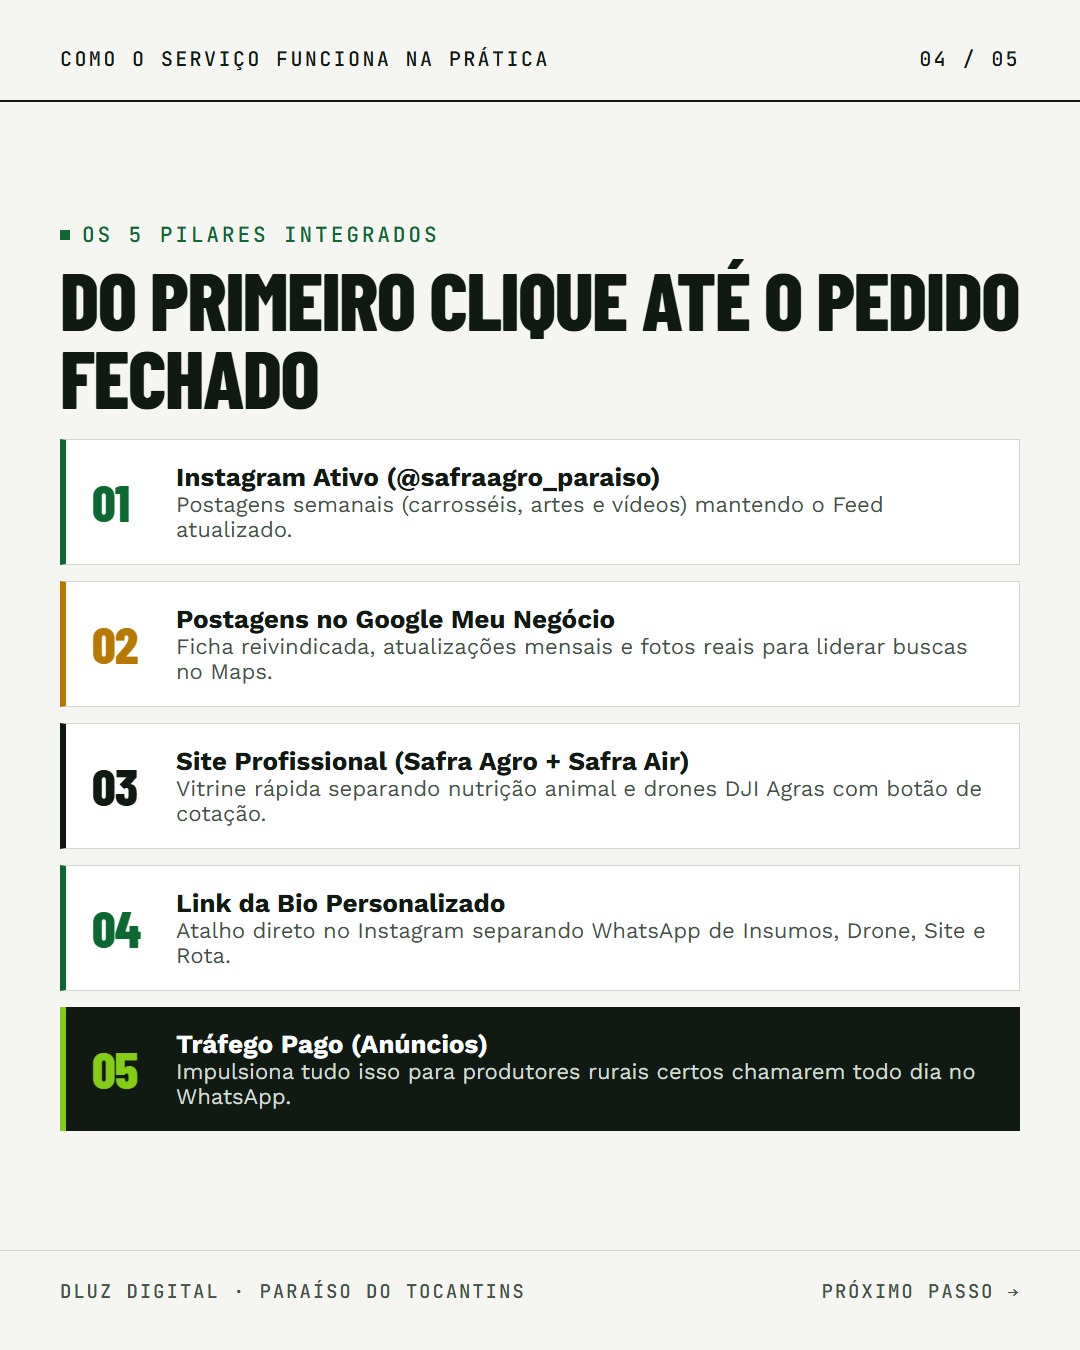 COMO O SERVIÇO FUNCIONA NA PRÁTICA
04 / 05
OS 5 PILARES INTEGRADOS
DO PRIMEIRO CLIQUE ATÉ O PEDIDO
FECHADO
01
Instagram Ativo (@safraagro_paraiso)
Postagens semanais (carrosséis, artes e vídeos) mantendo o Feed
atualizado.
02
Postagens no Google Meu Negócio
Ficha reivindicada, atualizações mensais e fotos reais para liderar buscas
no Maps.
03
Site Profissional (Safra Agro + Safra Air)
Vitrine rápida separando nutrição animal e drones DJI Agras com botão de
cotação.
04
Link da Bio Personalizado
Atalho direto no Instagram separando WhatsApp de Insumos, Drone, Site e
Rota.
05
Tráfego Pago (Anúncios)
Impulsiona tudo isso para produtores rurais certos chamarem todo dia no
WhatsApp.
DLUZ DIGITAL · PARAÍSO DO TOCANTINS
PRÓXIMO PASSO →